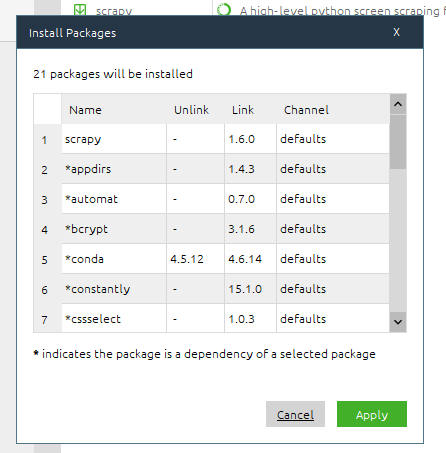 scrapy A high-level python screen scraping f
Install Packages X
21 packages will be installed
Name Unlink Link Channel
1 scrapy - 1.6.0 defaults
2 *appdirs - 1.4.3 defaults
3 *automat - 0.7.0 defaults
4 *bcrypt - 3.1.6 defaults
5 *conda 4.5.12 4.6.14 defaults
6 *constantly - 15.1.0 defaults
7 *cssselect - 1.0.3 defaults
* indicates the package is a dependency of a selected package
Cancel Apply